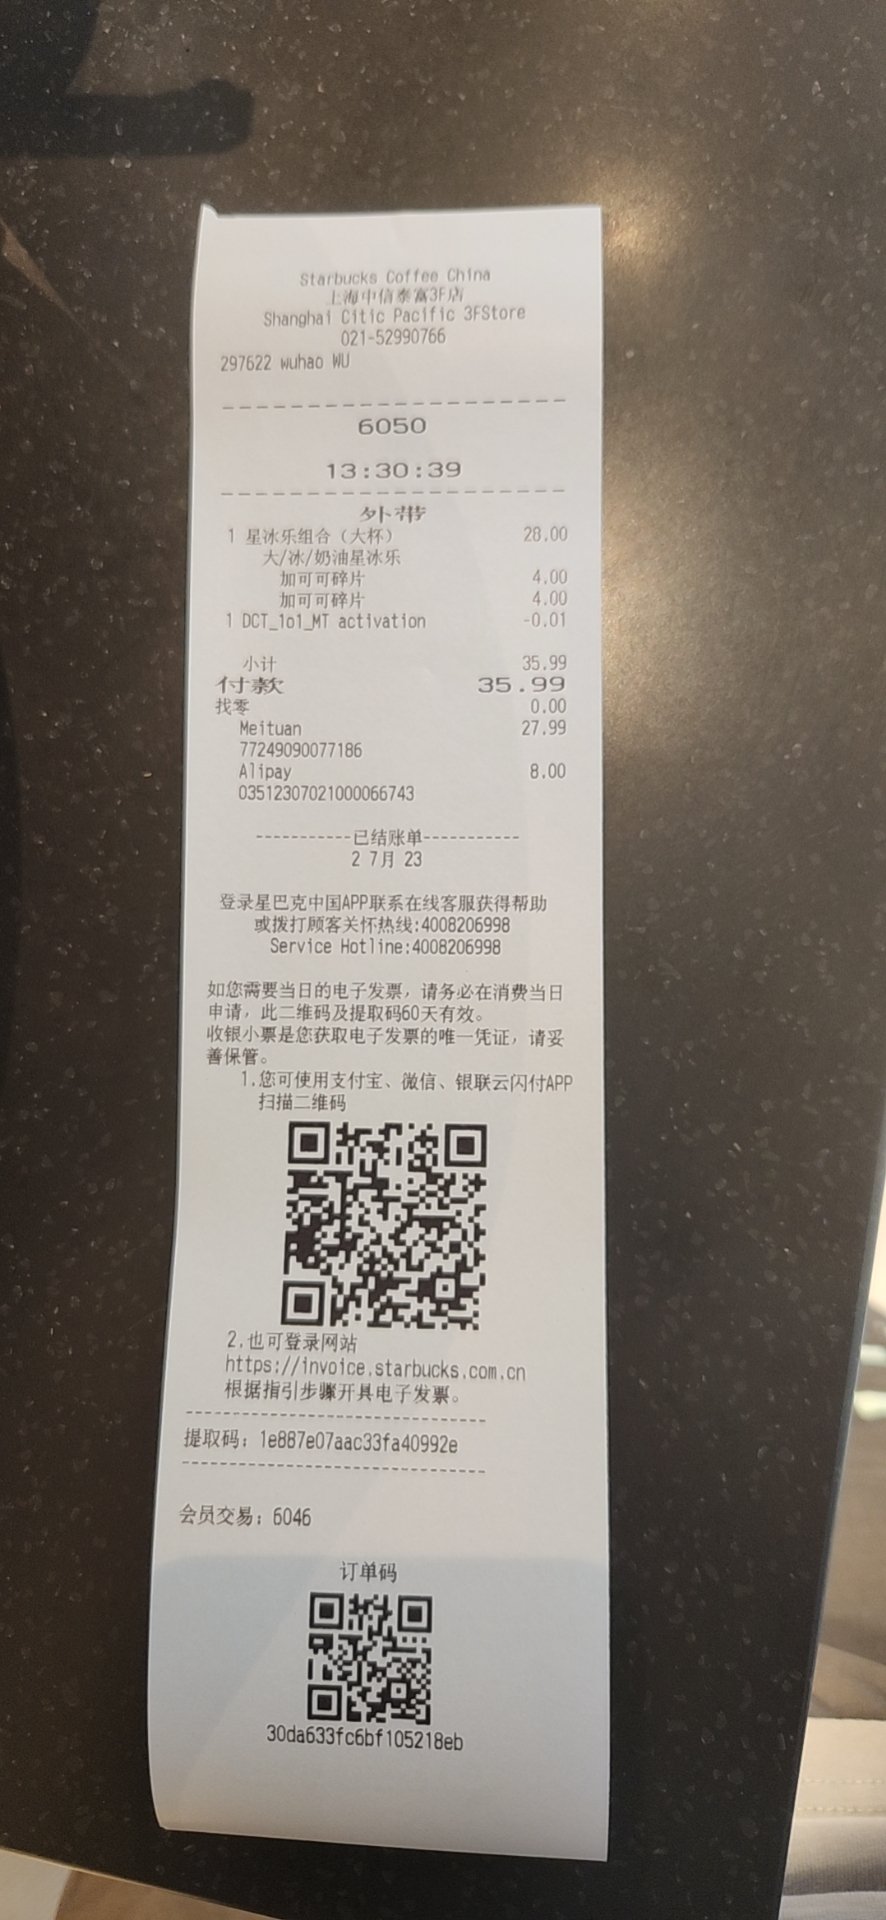 Starbucks Coffee China
上海中信泰富3F店
Shanghai Citic Pacific 3FStore
021-52990766
297622 wuhao WU
6050
13:30:39
外带
1 星冰乐组合（大杯） 28.00
大/冰/奶油星冰乐
加可可碎片 4.00
加可可碎片 4.00
1 DCT_1o1_MT activation -0.01
小计 35.99
付款 35.99
找零 0.00
Meituan 27.99
77249090077186
Alipay 8.00
03512307021000066743
-----------已结账单-----------
2 7月 23
登录星巴克中国APP联系在线客服获得帮助
或拨打顾客关怀热线:4008206998
Service Hotline:4008206998
如您需要当日的电子发票，请务必在消费当日
申请，此二维码及提取码60天有效。
收银小票是您获取电子发票的唯一凭证，请妥
善保管。
1.您可使用支付宝、微信、银联云闪付APP
扫描二维码
2.也可登录网站
https://invoice.starbucks.com.cn
根据指引步骤开具电子发票。
提取码：1e887e07aac33fa40992e
会员交易：6046
订单码
30da633fc6bf105218eb